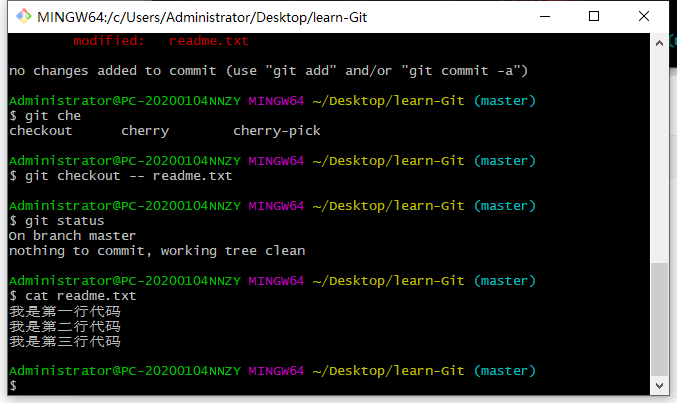 MINGW64:/c/Users/Administrator/Desktop/learn-Git
modified: readme.txt
no changes added to commit (use "git add" and/or "git commit -a")
Administrator@PC-20200104NNZY MINGW64 ~/Desktop/learn-Git (master)
$ git che
checkout cherry cherry-pick
Administrator@PC-20200104NNZY MINGW64 ~/Desktop/learn-Git (master)
$ git checkout -- readme.txt
Administrator@PC-20200104NNZY MINGW64 ~/Desktop/learn-Git (master)
$ git status
On branch master
nothing to commit, working tree clean
Administrator@PC-20200104NNZY MINGW64 ~/Desktop/learn-Git (master)
$ cat readme.txt
我是第一行代码
我是第二行代码
我是第三行代码
Administrator@PC-20200104NNZY MINGW64 ~/Desktop/learn-Git (master)
$